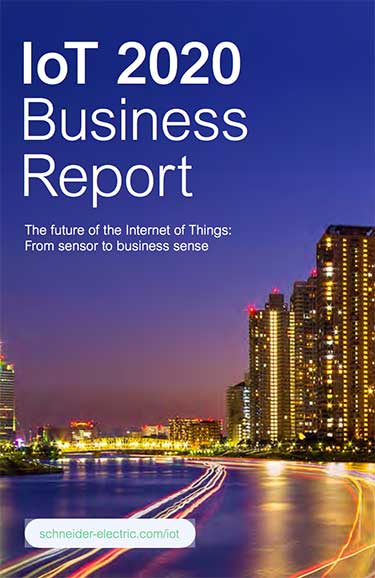 IoT 2020
Business
Report
The future of the Internet of Things:
From sensor to business sense
schneider-electric.com/iot